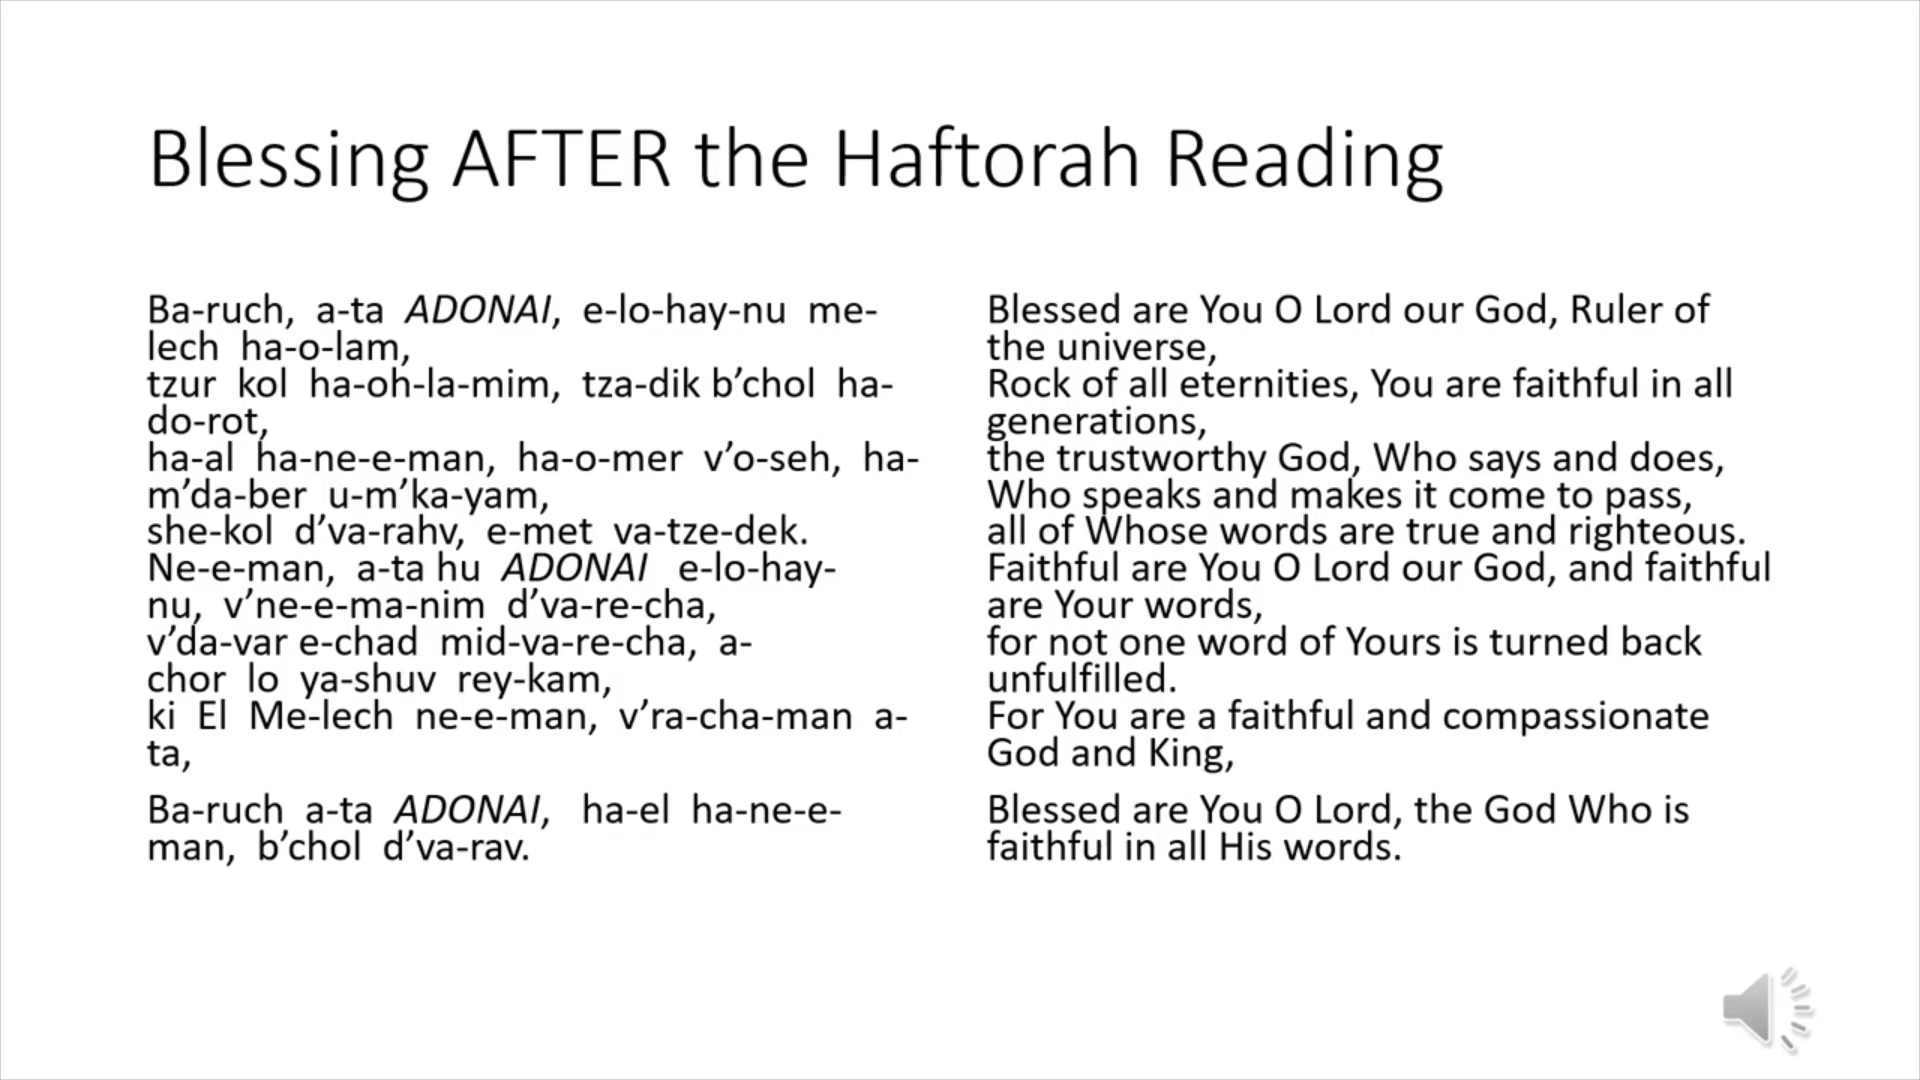 Blessing AFTER the Haftorah Reading
Ba-ruch, a-ta ADONAI, e-lo-hay-nu me-
lech ha-o-lam,
tzur kol ha-oh-la-mim, tza-dik b’chol ha-
do-rot,
ha-al ha-ne-e-man, ha-o-mer v’o-seh, ha-
m’da-ber u-m’ka-yam,
she-kol d’va-rahv, e-met va-tze-dek.
Ne-e-man, a-ta hu ADONAI e-lo-hay-
nu, v’ne-e-ma-nim d’va-re-cha,
v’da-var e-chad mid-va-re-cha, a-
chor lo ya-shuv rey-kam,
ki El Me-lech ne-e-man, v’ra-cha-man a-
ta,
Ba-ruch a-ta ADONAI, ha-el ha-ne-e-
man, b’chol d’va-rav.
Blessed are You O Lord our God, Ruler of
the universe,
Rock of all eternities, You are faithful in all
generations,
the trustworthy God, Who says and does,
Who speaks and makes it come to pass,
all of Whose words are true and righteous.
Faithful are You O Lord our God, and faithful
are Your words,
for not one word of Yours is turned back
unfulfilled.
For You are a faithful and compassionate
God and King,
Blessed are You O Lord, the God Who is
faithful in all His words.